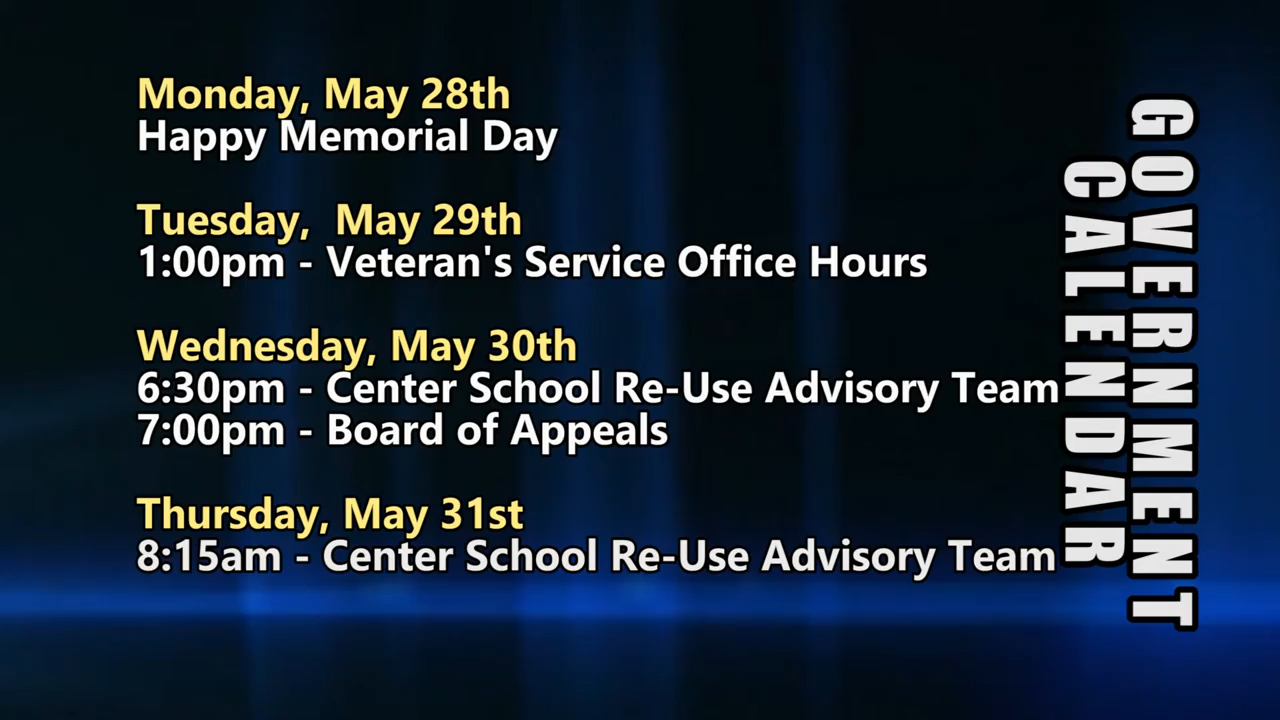 Monday, May 28th
Happy Memorial Day
Tuesday,  May 29th
1:00pm - Veteran's Service Office Hours
Wednesday, May 30th
6:30pm - Center School Re-Use Advisory Team
7:00pm - Board of Appeals
Thursday, May 31st
8:15am - Center School Re-Use Advisory Team
GOVERNMENT
CALENDAR